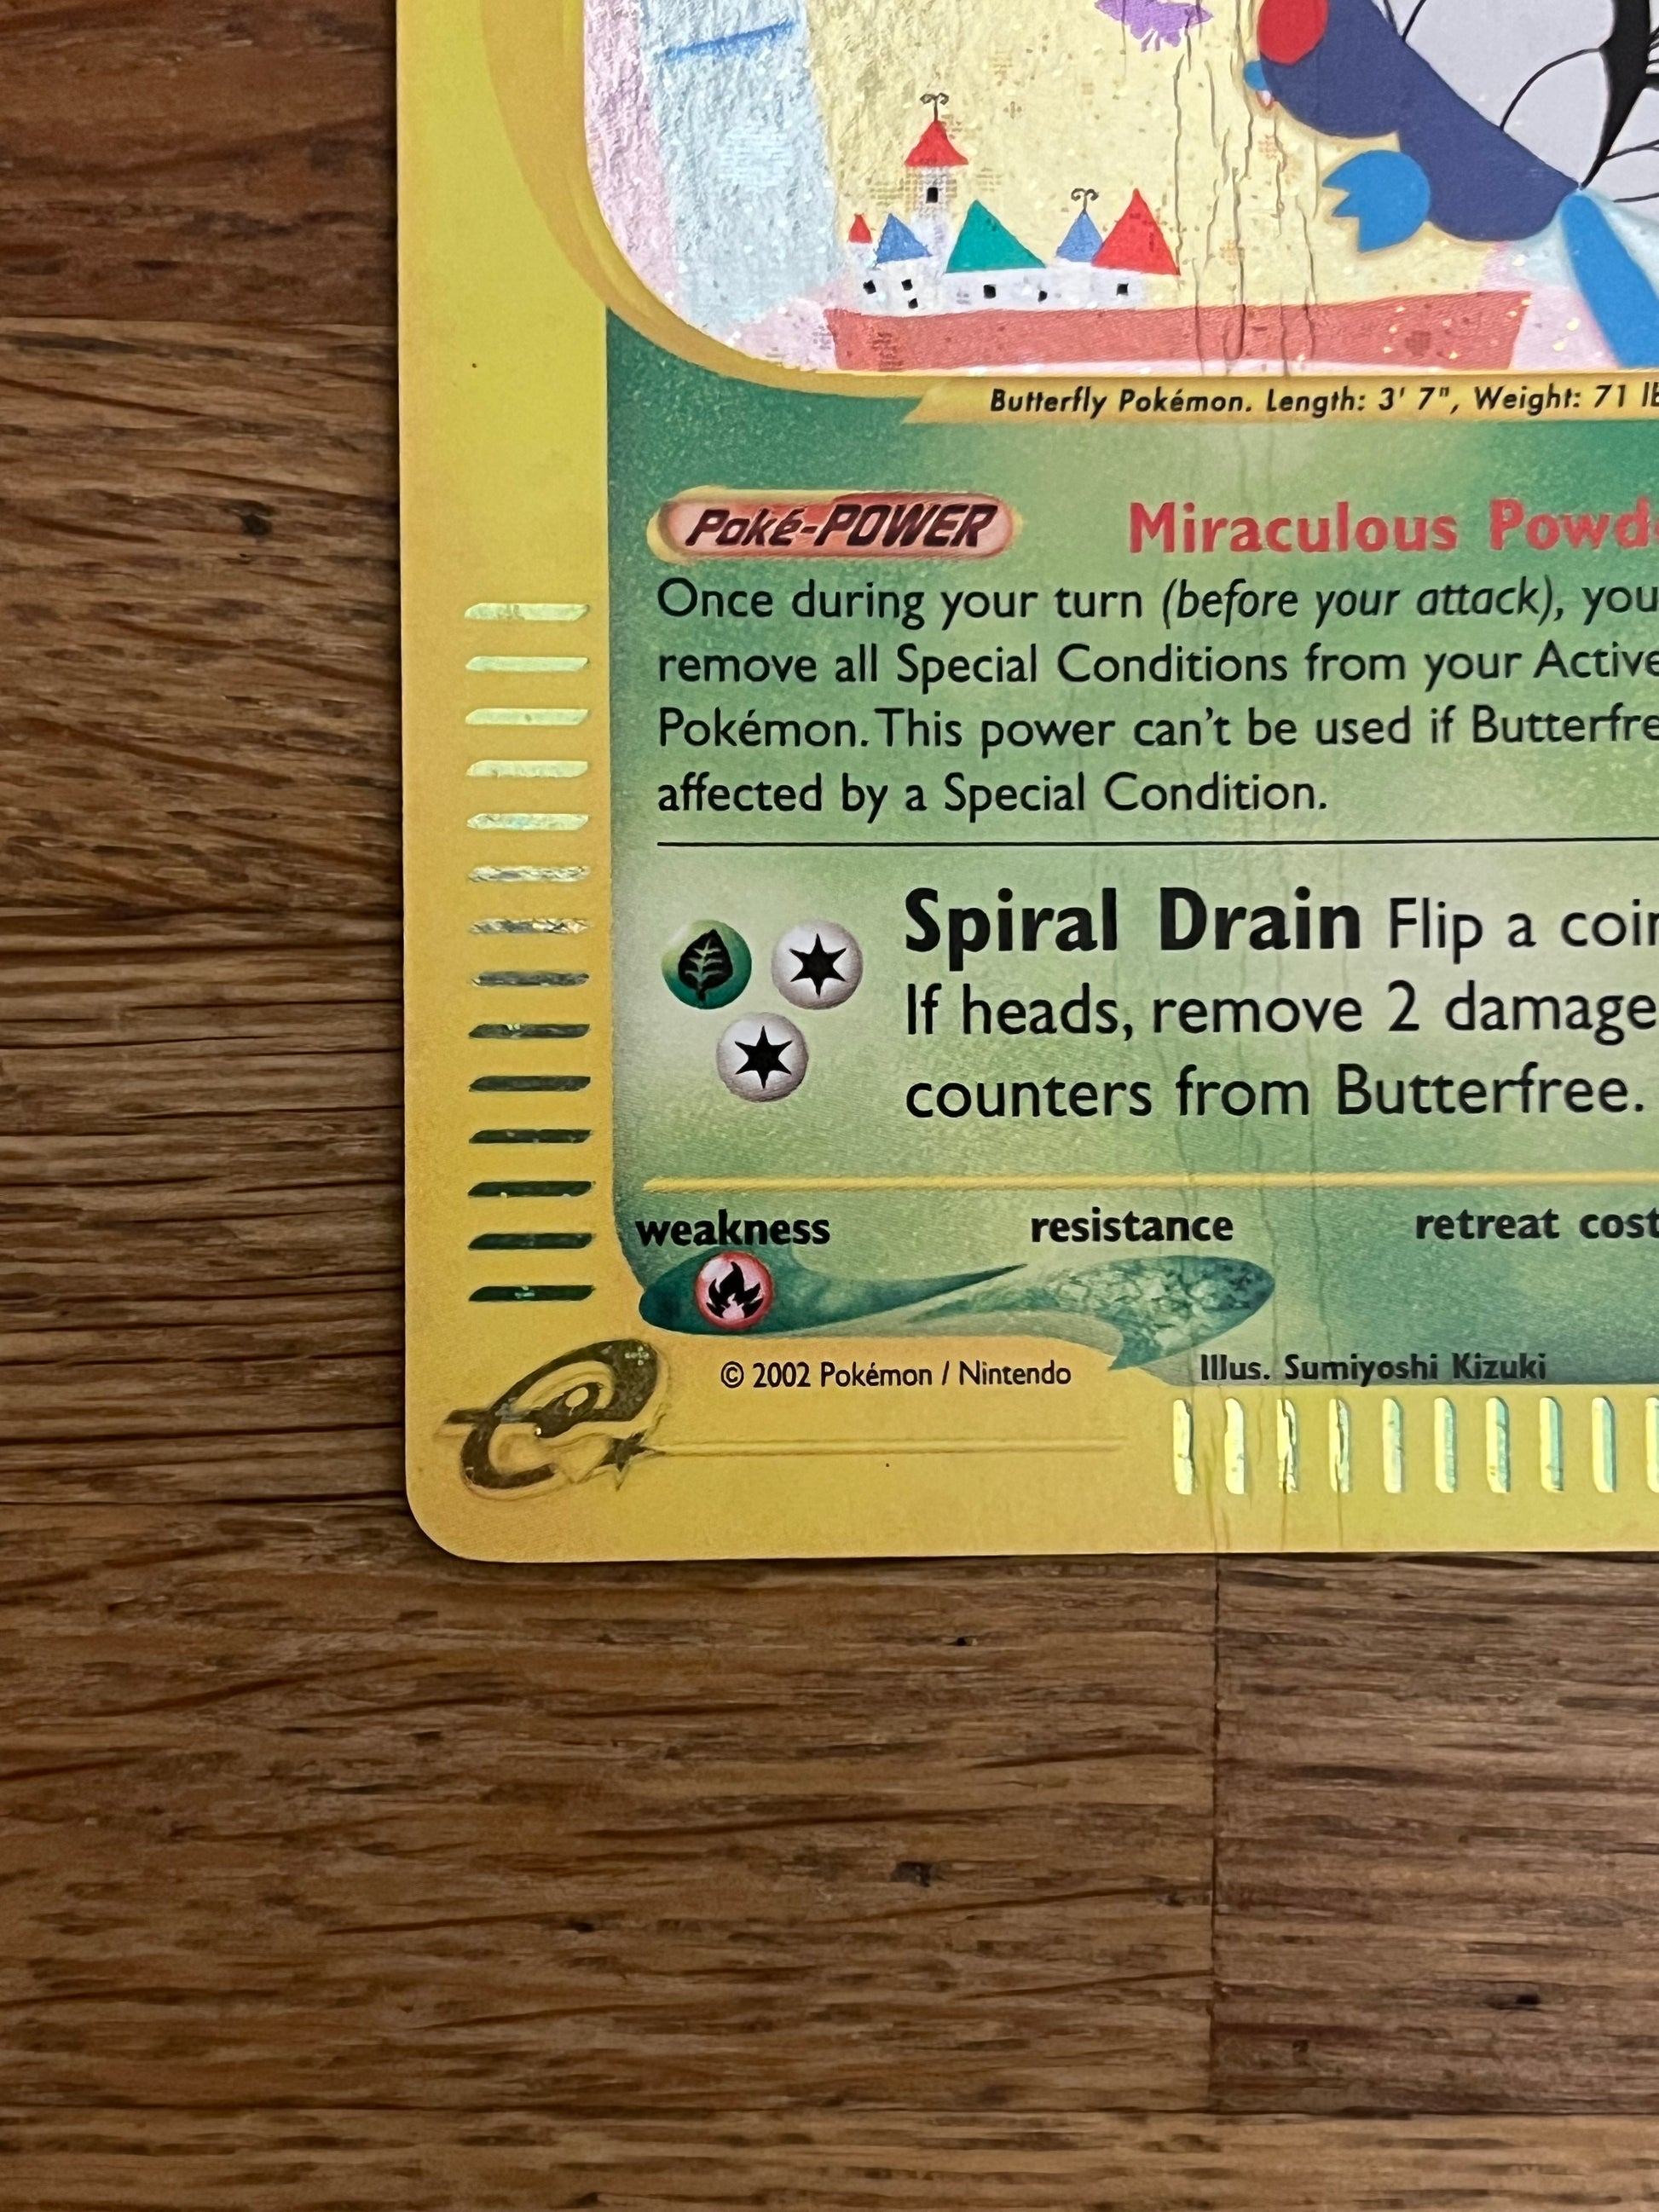 Butterfly Pokémon. Length: 3' 7", Weight: 71 lb
Poké-POWER Miraculous
Once during your turn (before your attack), you
remove all Special Conditions from your Active
Pokémon. This power can't be used if
affected by a Special Condition.
Spiral Drain Flip a
If heads, remove 2 damage
counters from Butterfree.
weakness resistance retreat cost
© 2002 Pokémon / Nintendo Illus. Sumiyoshi Kizuki
e